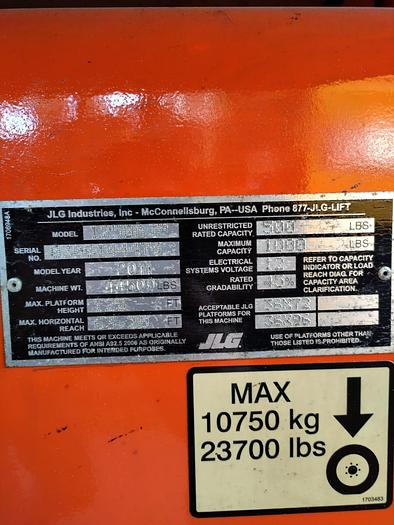 1706948A
JLG Industries, Inc - McConnellsburg, PA--USA Phone 877-JLG-LIFT
MODEL
SERIAL NO.
MODEL YEAR
MACHINE WT. LBS
MAX. PLATFORM HEIGHT FT
MAX. HORIZONTAL REACH FT
THIS MACHINE MEETS OR EXCEEDS APPLICABLE
REQUIREMENTS OF ANSI A92.5 2006 AS ORIGINALLY
MANUFACTURED FOR INTENDED PURPOSES.
UNRESTRICTED RATED CAPACITY 500 LBS
MAXIMUM CAPACITY 1000 LBS
ELECTRICAL SYSTEMS VOLTAGE
RATED GRADABILITY
REFER TO CAPACITY
INDICATOR OR LOAD
REACH DIAG. FOR
CAPACITY AREA
CLARIFICATION.
ACCEPTABLE JLG
PLATFORMS FOR
THIS MACHINE
JLG
USE OF PLATFORMS OTHER THAN
THOSE LISTED IS PROHIBITED.
MAX
10750 kg
23700 lbs
1703483